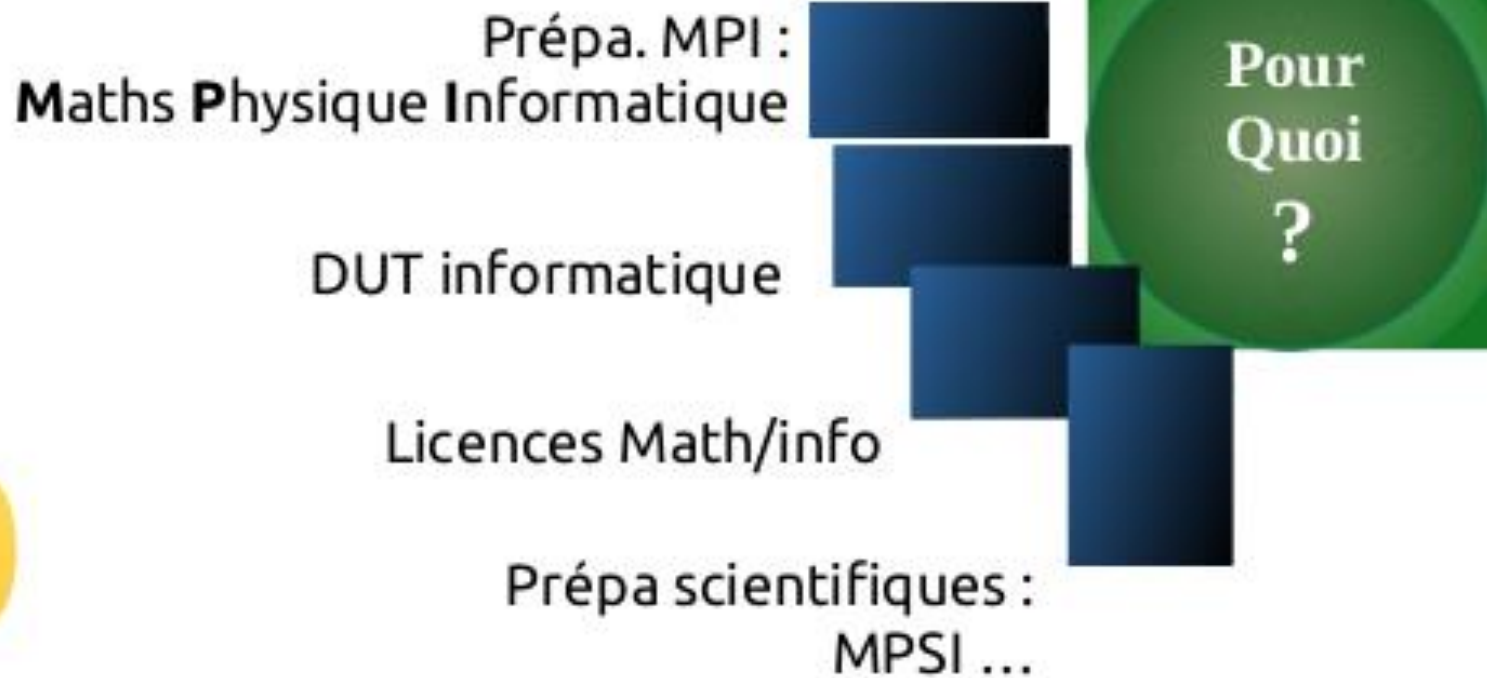 Prépa. MPI :
Maths Physique Informatique
DUT informatique
Licences Math/info
Prépa scientifiques :
MPSI ...
Pour
Quoi
?